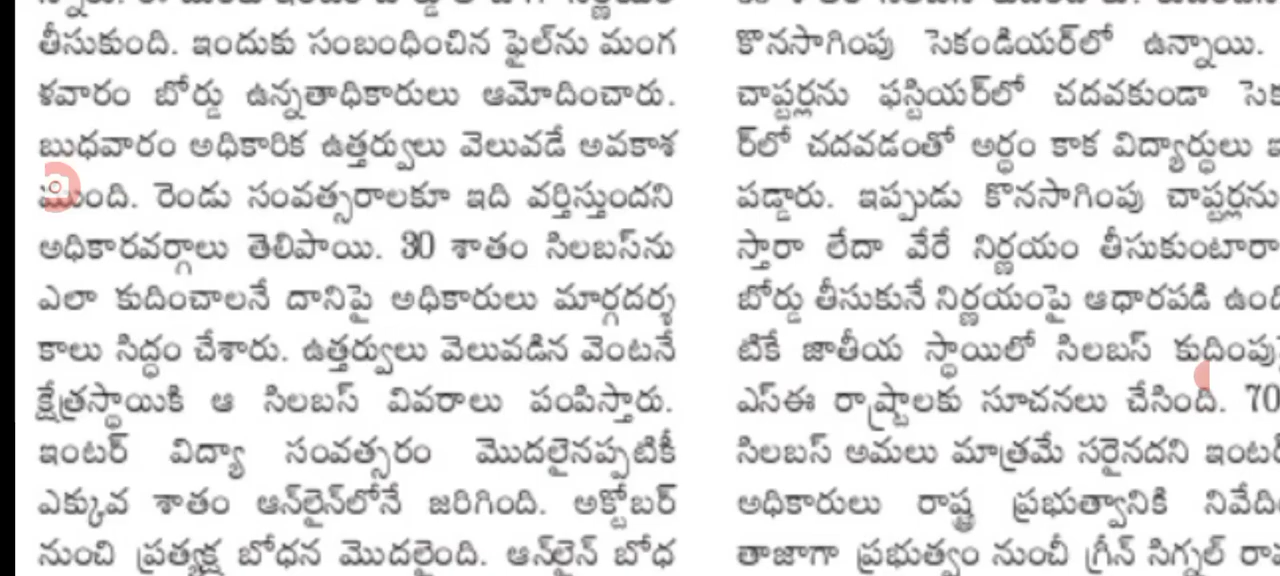 తీసుకుంది. ఇందుకు సంబంధించిన ఫైల్‌ను మంగ
ళవారం బోర్డు ఉన్నతాధికారులు ఆమోదించారు.
బుధవారం అధికారిక ఉత్తర్వులు వెలువడే అవకాశ
ముంది. రెండు సంవత్సరాలకూ ఇది వర్తిస్తుందని
అధికారవర్గాలు తెలిపాయి. 30 శాతం సిలబస్‌ను
ఎలా కుదించాలనే దానిపై అధికారులు మార్గదర్శ
కాలు సిద్ధం చేశారు. ఉత్తర్వులు వెలువడిన వెంటనే
క్షేత్రస్థాయికి ఆ సిలబస్ వివరాలు పంపిస్తారు.
ఇంటర్ విద్యా సంవత్సరం మొదలైనప్పటికీ
ఎక్కువ శాతం ఆన్‌లైన్‌లోనే జరిగింది. అక్టోబర్
నుంచి ప్రత్యక్ష బోధన మొదలైంది. ఆన్‌లైన్ బోధ
కొనసాగింపు సెకండియర్‌లో ఉన్నాయి.
చాప్టర్లను ఫస్టియర్‌లో చదవకుండా సెక
ర్‌లో చదవడంతో అర్థం కాక విద్యార్థులు
పడ్డారు. ఇప్పుడు కొనసాగింపు చాప్టర్లను
స్తారా లేదా వేరే నిర్ణయం తీసుకుంటారా
బోర్డు తీసుకునే నిర్ణయంపై ఆధారపడి ఉంది
టికే జాతీయ స్థాయిలో సిలబస్ కుదింపు
ఎస్ఈ రాష్ట్రాలకు సూచనలు చేసింది. 70
సిలబస్ అమలు మాత్రమే సరైనదని ఇంటర్
అధికారులు రాష్ట్ర ప్రభుత్వానికి నివేది
తాజాగా ప్రభుత్వం నుంచీ గ్రీన్ సిగ్నల్ రా